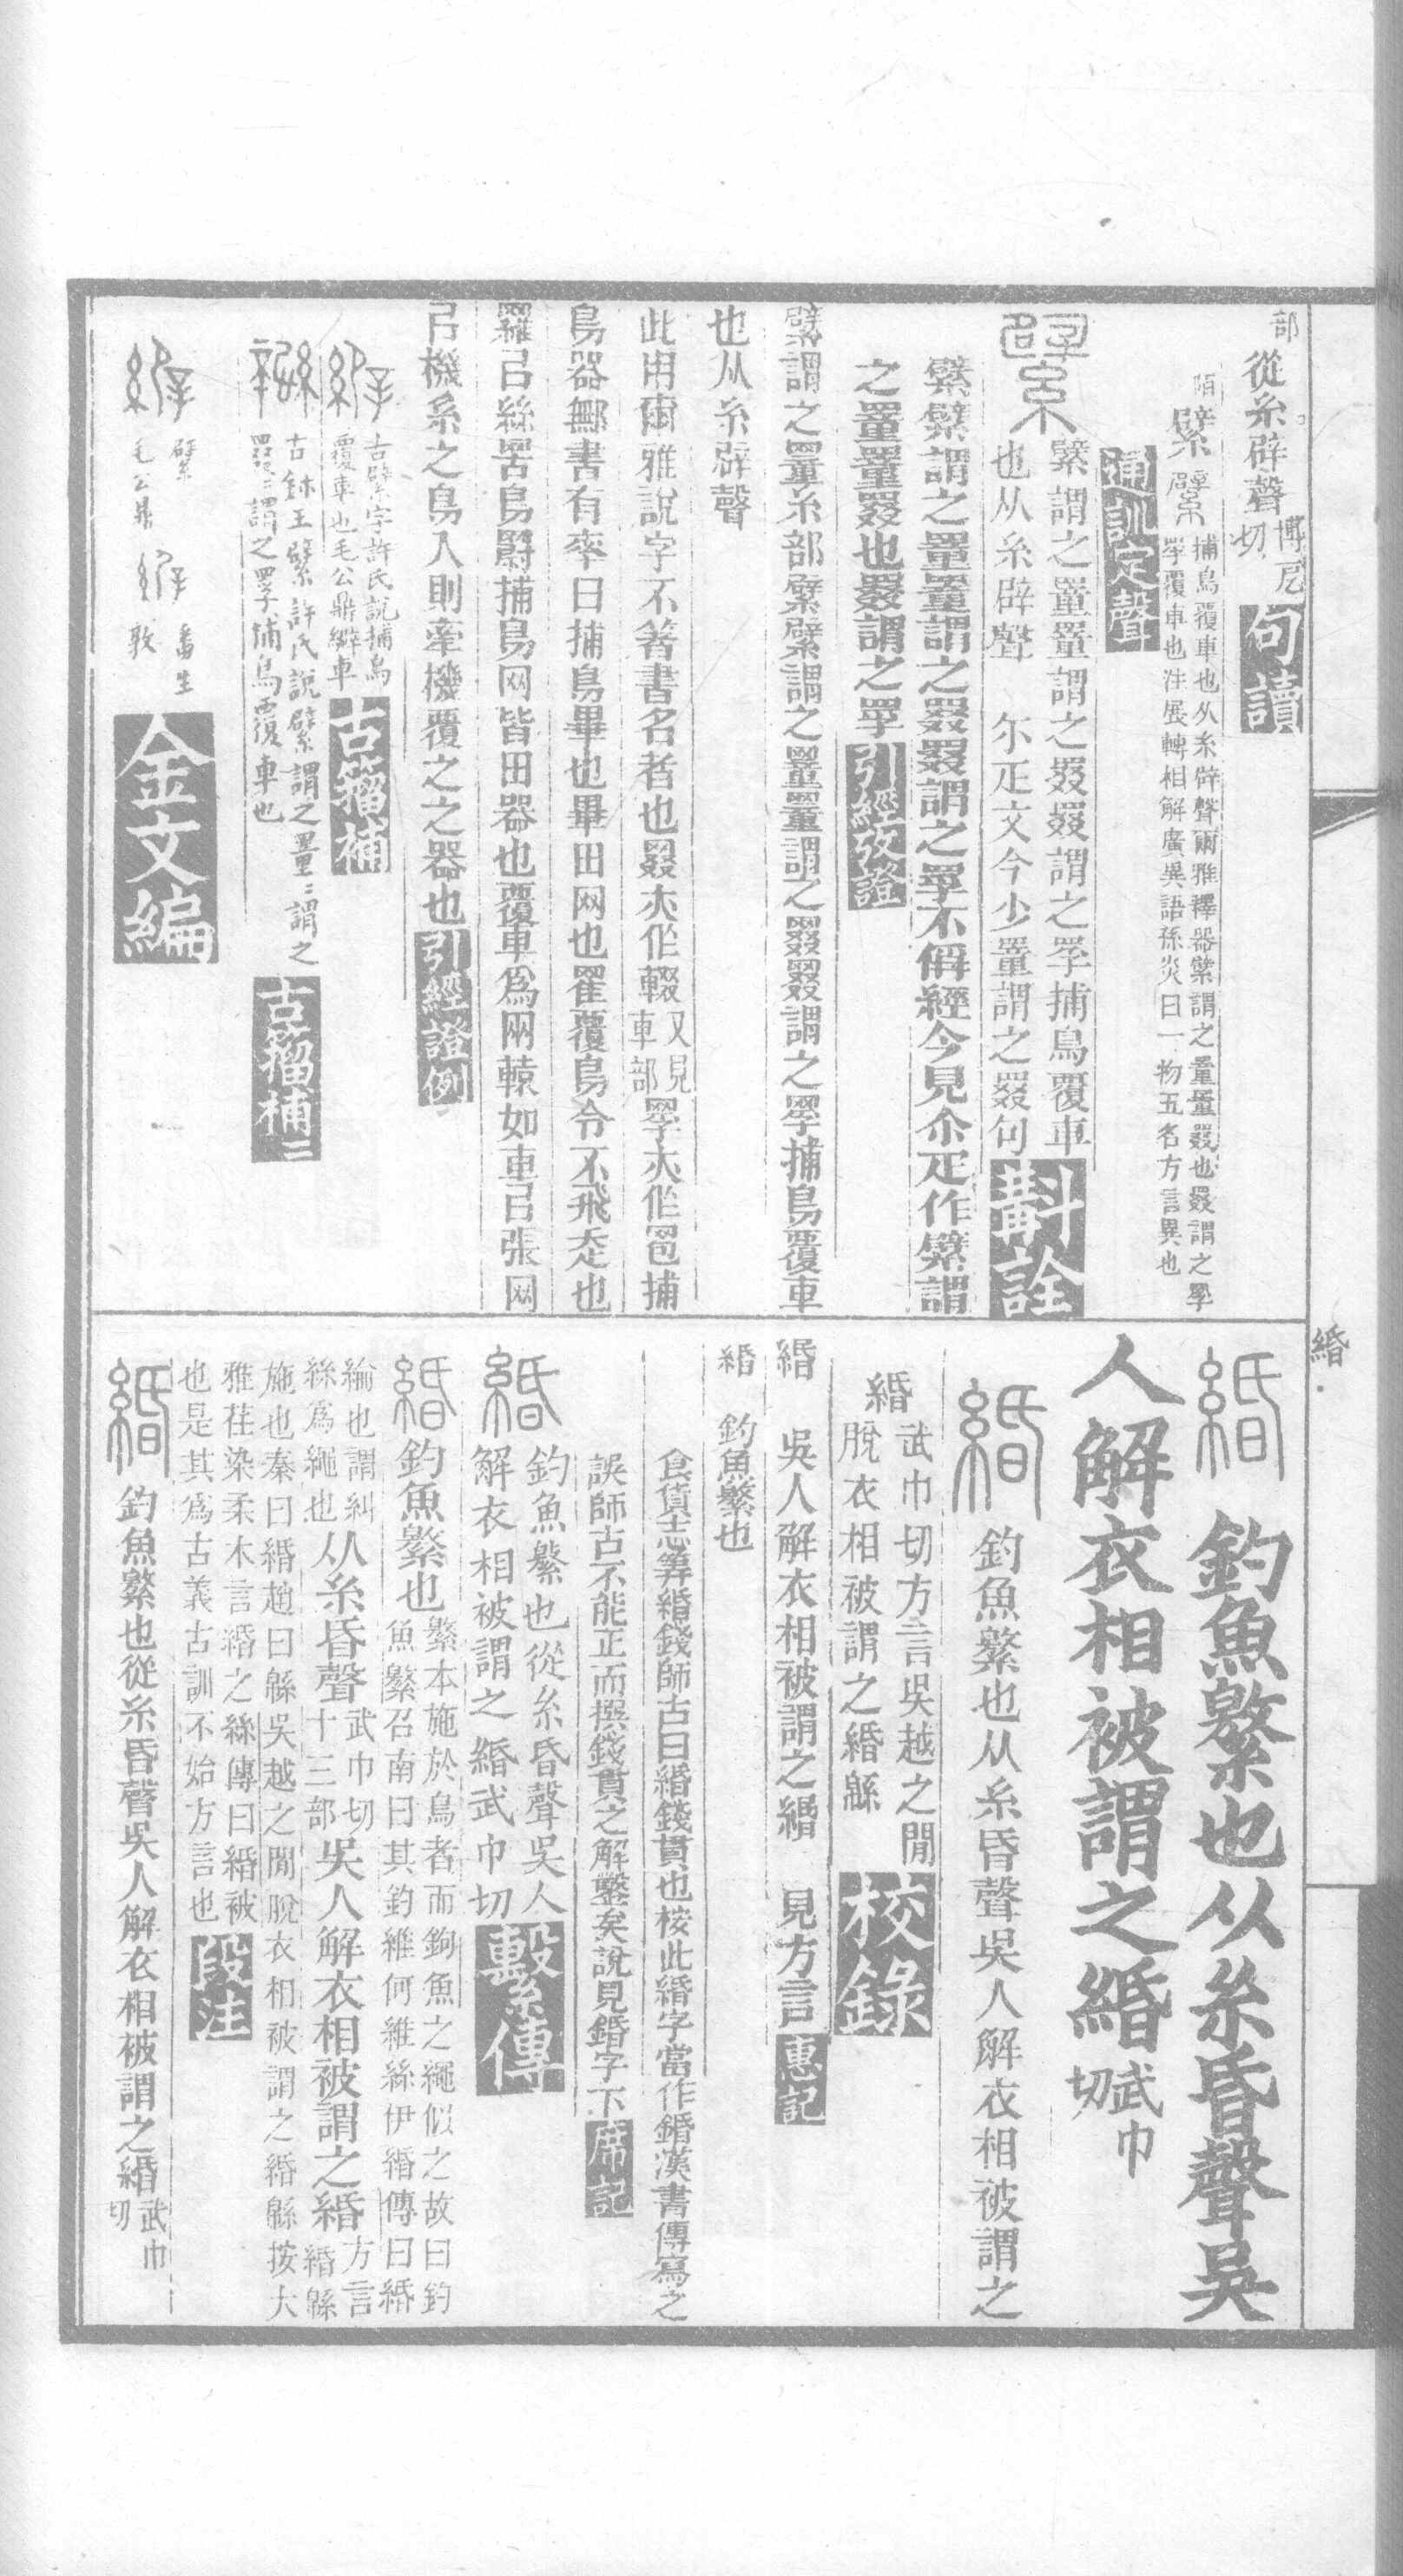 部
從糸辟聲博厄切
句讀
陌 繴
捕鳥覆車也从糸辟聲爾雅釋器繴謂之罿罿罬也罬謂之罦
罦覆車也注展轉相解廣異語孫炎曰一物五名方言異也
通訓定聲
繴謂之罿罿謂之罬罬謂之罦捕鳥覆車
也从糸辟聲 尒疋文今少罿謂之罬句
斠詮
繴繴謂之罿罿謂之罬罬謂之罦不偁經今見尒疋作繴謂
之罿罿罬也罬謂之罦
引經攷證
繴謂之罿糸部繴繴謂之罿罿謂之罬罬謂之罦捕鳥覆車
也从糸辟聲
此用爾雅說字不箸書名者也罬亦作輟又見車部罦亦作罦捕
鳥器無書有率曰捕鳥畢也畢田网也翟覆鳥令不飛走也
羅㠯絲罟鳥罻捕鳥网皆田器也覆車爲兩轅如車㠯張网
㠯機系之鳥入則牽機覆之之器也
引經證例
古繴字許氏說捕鳥
覆車也毛公鼎繴車
古籀補
古鉢王繴許氏說繴謂之罿〻謂之
罬〻謂之罦捕鳥覆車也
古籀補二
繴
毛公鼎
番生
敦
金文編
緍
緍 釣魚繁也从糸昏聲吳
人解衣相被謂之緍武巾切
緍 釣魚繁也从糸昏聲吳人解衣相被謂之
緍
武巾切方言吳越之閒
脫衣相被謂之緍緜
校錄
緍 吳人解衣相被謂之緍 見方言
惠記
緍 釣魚繁也
食貨志筭緍錢師古曰緍錢貫也桉此緍字當作鍲漢書傳寫之
誤師古不能正而撰錢貫之解鑿矣說見鍲字下
席記
緍
釣魚繁也從糸昏聲吳人
解衣相被謂之緍武巾切
繫傳
緍 釣魚繁也
繁本施於鳥者而鉤魚之繩似之故曰釣
魚繁召南曰其釣維何維絲伊緍傳曰緍
綸也謂糾
絲爲繩也
从糸昏聲
武巾切
十三部
吳人解衣相被謂之緍
方言
緍緜
施也秦曰緍趙曰緜吳越之閒脫衣相被謂之緍緜按大
雅荏染柔木言緍之絲傳曰緍被
也是其爲古義古訓不始方言也
段注
緍 釣魚繁也從糸昏聲吳人解衣相被謂之緍武巾切